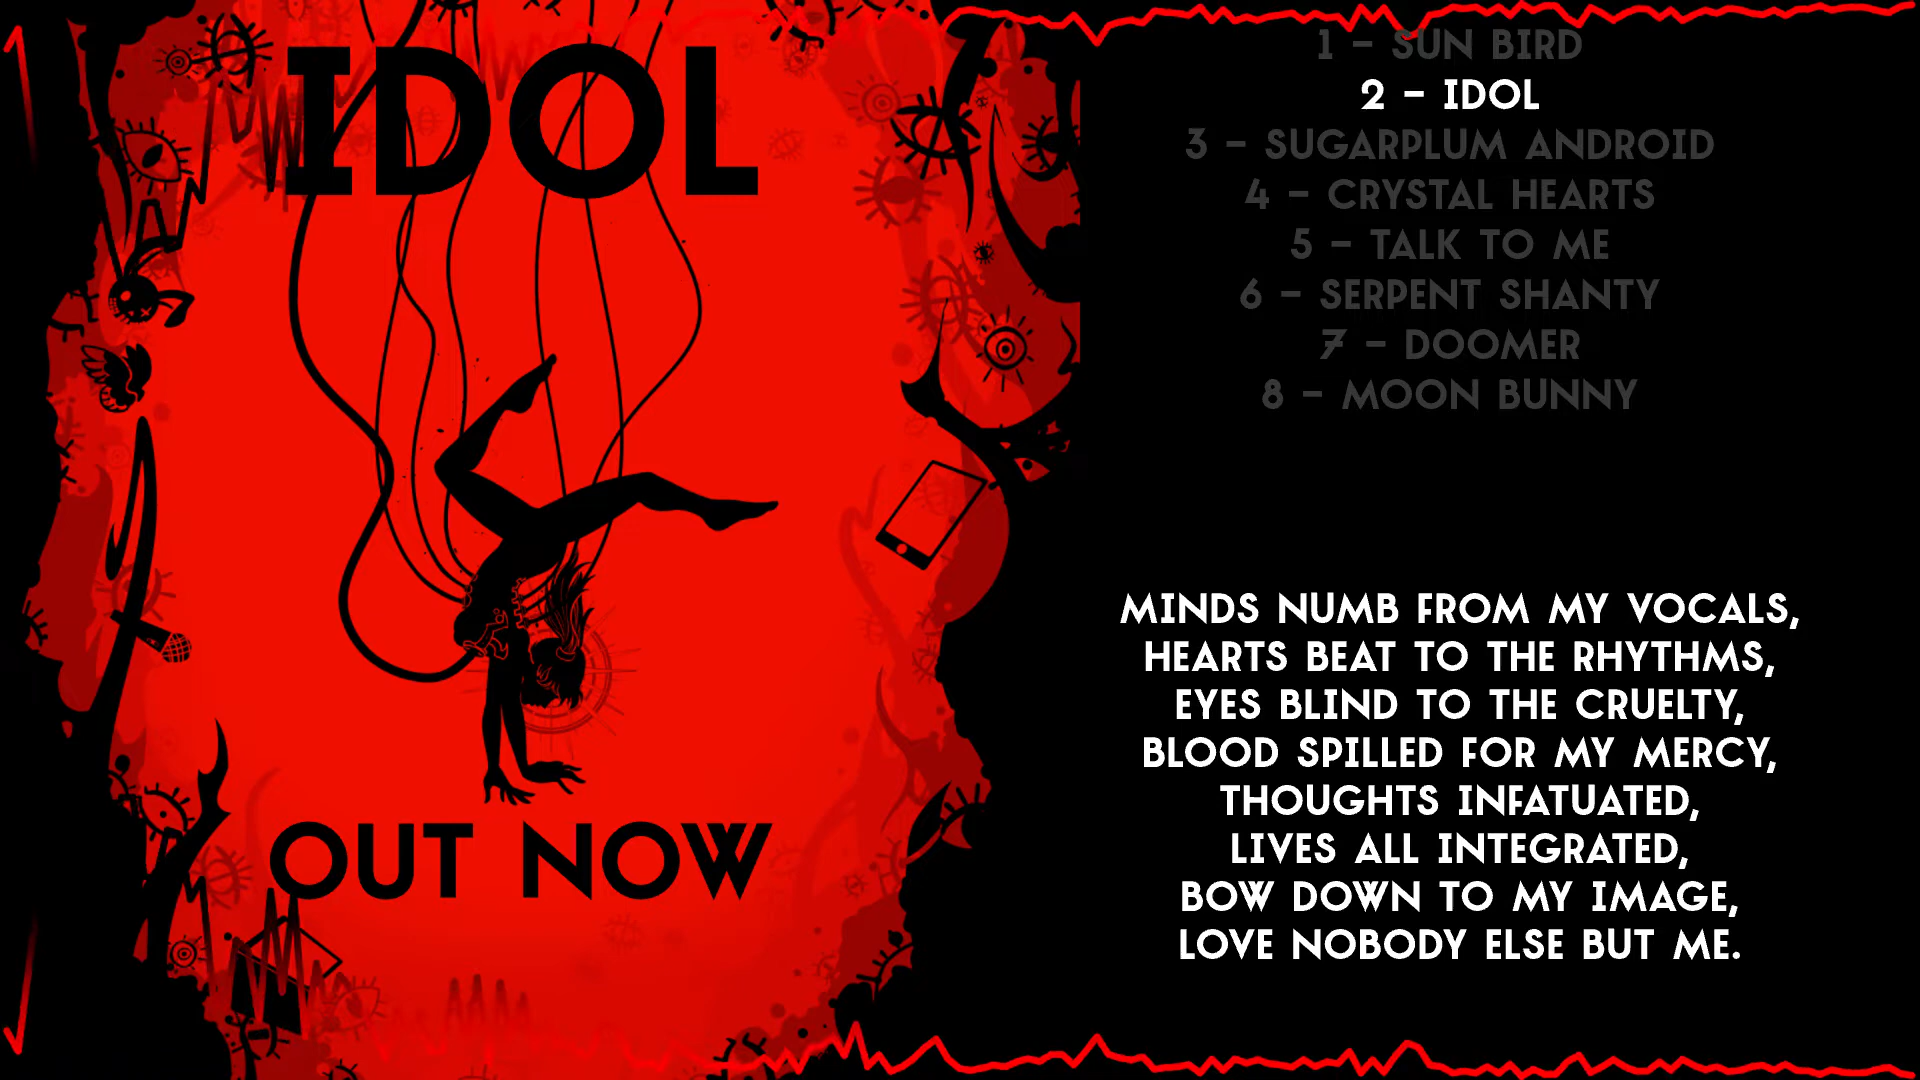 IDOL
OUT NOW
1 – SUN BIRD
2 – IDOL
3 – SUGARPLUM ANDROID
4 – CRYSTAL HEARTS
5 – TALK TO ME
6 – SERPENT SHANTY
7 – DOOMER
8 – MOON BUNNY
MINDS NUMB FROM MY VOCALS,
HEARTS BEAT TO THE RHYTHMS,
EYES BLIND TO THE CRUELTY,
BLOOD SPILLED FOR MY MERCY,
THOUGHTS INFATUATED,
LIVES ALL INTEGRATED,
BOW DOWN TO MY IMAGE,
LOVE NOBODY ELSE BUT ME.